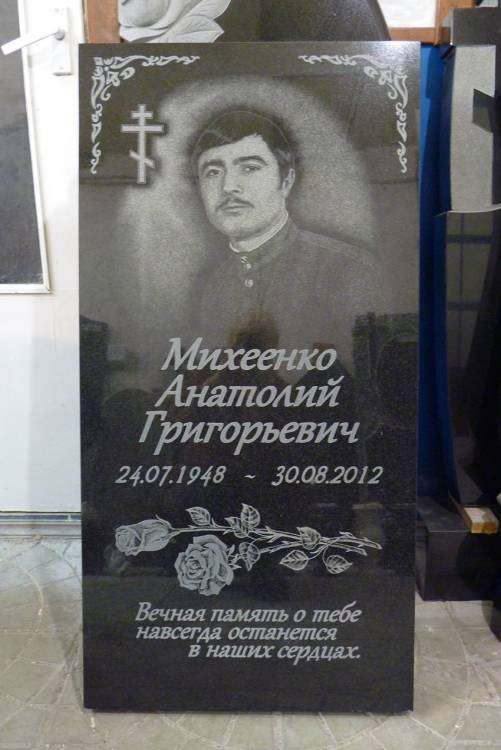 Михеенко
Анатолий
Григорьевич
24.07.1948 ~ 30.08.2012
Вечная память о тебе
навсегда останется
в наших сердцах.